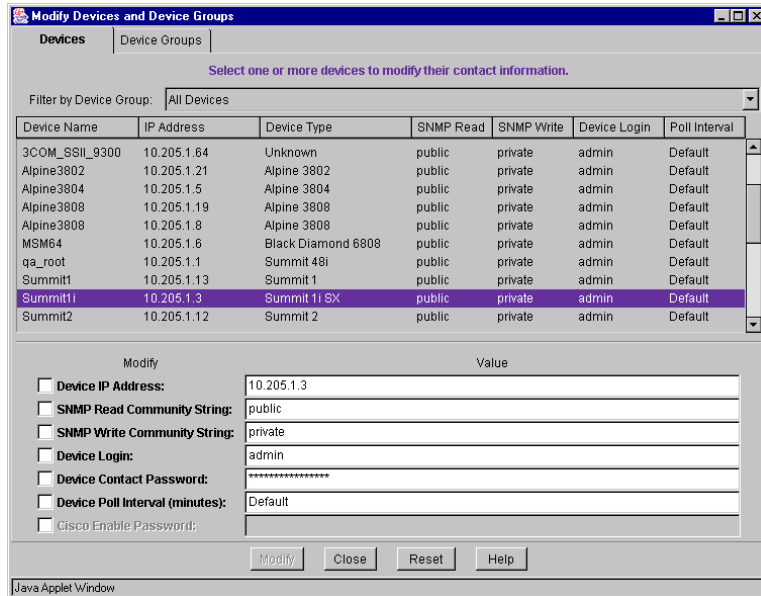 Modify Devices and Device Groups
Devices Device Groups
Select one or more devices to modify their contact information.
Filter by Device Group: All Devices
Device Name IP Address Device Type SNMP Read SNMP Write Device Login Poll Interval
3COM_SSII_9300 10.205.1.64 Unknown public private admin Default
Alpine3802 10.205.1.21 Alpine 3802 public private admin Default
Alpine3804 10.205.1.5 Alpine 3804 public private admin Default
Alpine3808 10.205.1.19 Alpine 3808 public private admin Default
Alpine3808 10.205.1.8 Alpine 3808 public private admin Default
MSM64 10.205.1.6 Black Diamond 6808 public private admin Default
qa_root 10.205.1.1 Summit 48i public private admin Default
Summit1 10.205.1.13 Summit 1 public private admin Default
Summit1i 10.205.1.3 Summit 1i SX public private admin Default
Summit2 10.205.1.12 Summit 2 public private admin Default
Modify Value
Device IP Address: 10.205.1.3
SNMP Read Community String: public
SNMP Write Community String: private
Device Login: admin
Device Contact Password: ****************
Device Poll Interval (minutes): Default
Cisco Enable Password:
Modify Close Reset Help
Java Applet Window